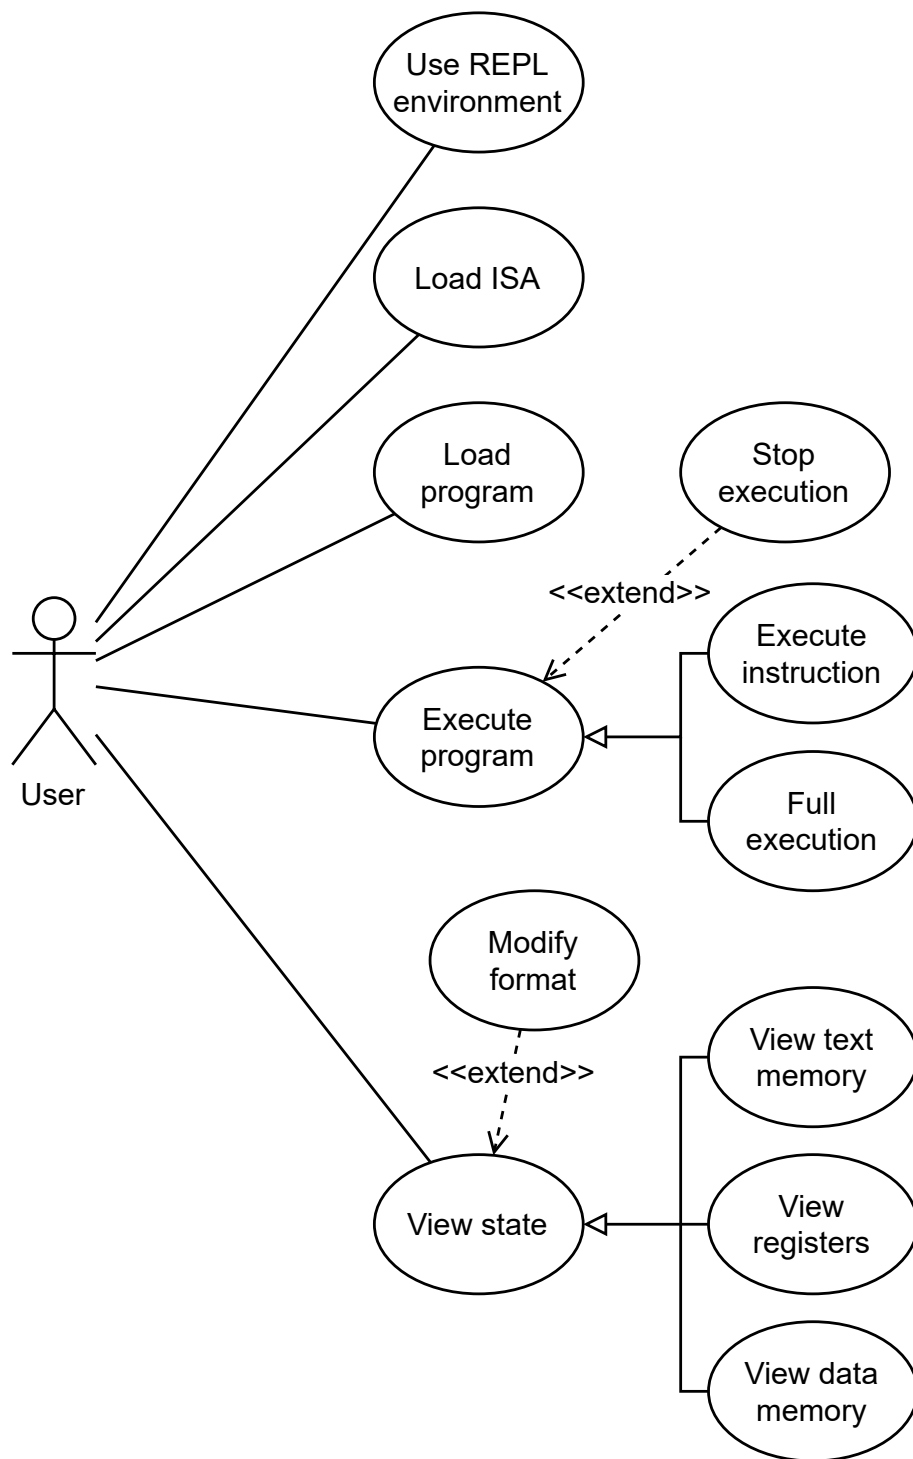 Use REPL
environment
Load ISA
Load
program
Stop
execution
<<extend>>
Execute
instruction
Execute
program
User
Full
execution
Modify
format
<<extend>>
View text
memory
View state
View
registers
View data
memory